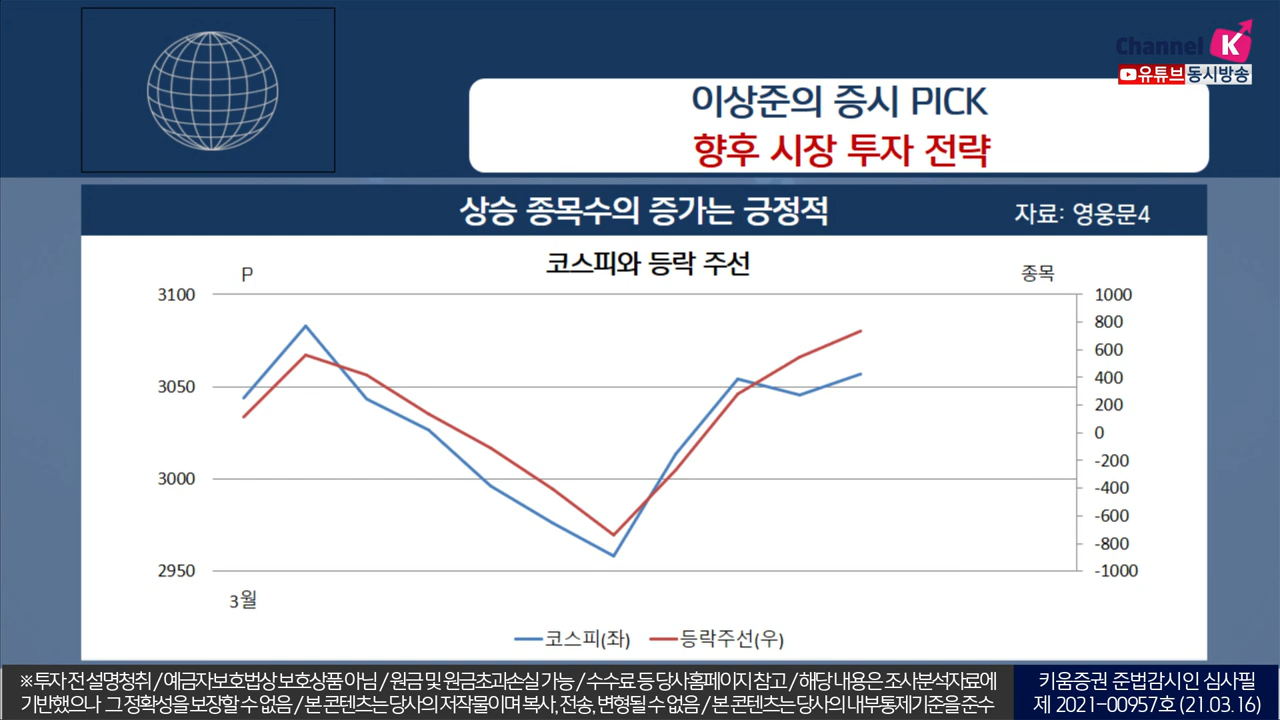 Channel K
유튜브 동시방송
이상준의 증시 PICK
향후 시장 투자 전략
상승 종목수의 증가는 긍정적
자료: 영웅문4
코스피와 등락 주선
P
종목
3100
3050
3000
2950
1000
800
600
400
200
0
-200
-400
-600
-800
-1000
3월
코스피(좌)
등락주선(우)
※ 투자 전 설명청취 / 예금자보호법상 보호상품 아님 / 원금 및 원금초과손실 가능 / 수수료 등 당사홈페이지 참고 / 해당 내용은 조사분석자료에
기반했으나 그 정확성을 보장할 수 없음 / 본 콘텐츠는 당사의 저작물이며 복사, 전송, 변형될 수 없음 / 본 콘텐츠는 당사의 내부통제기준을 준수
키움증권 준법감시인 심사필
제 2021-00957호 (21.03.16)